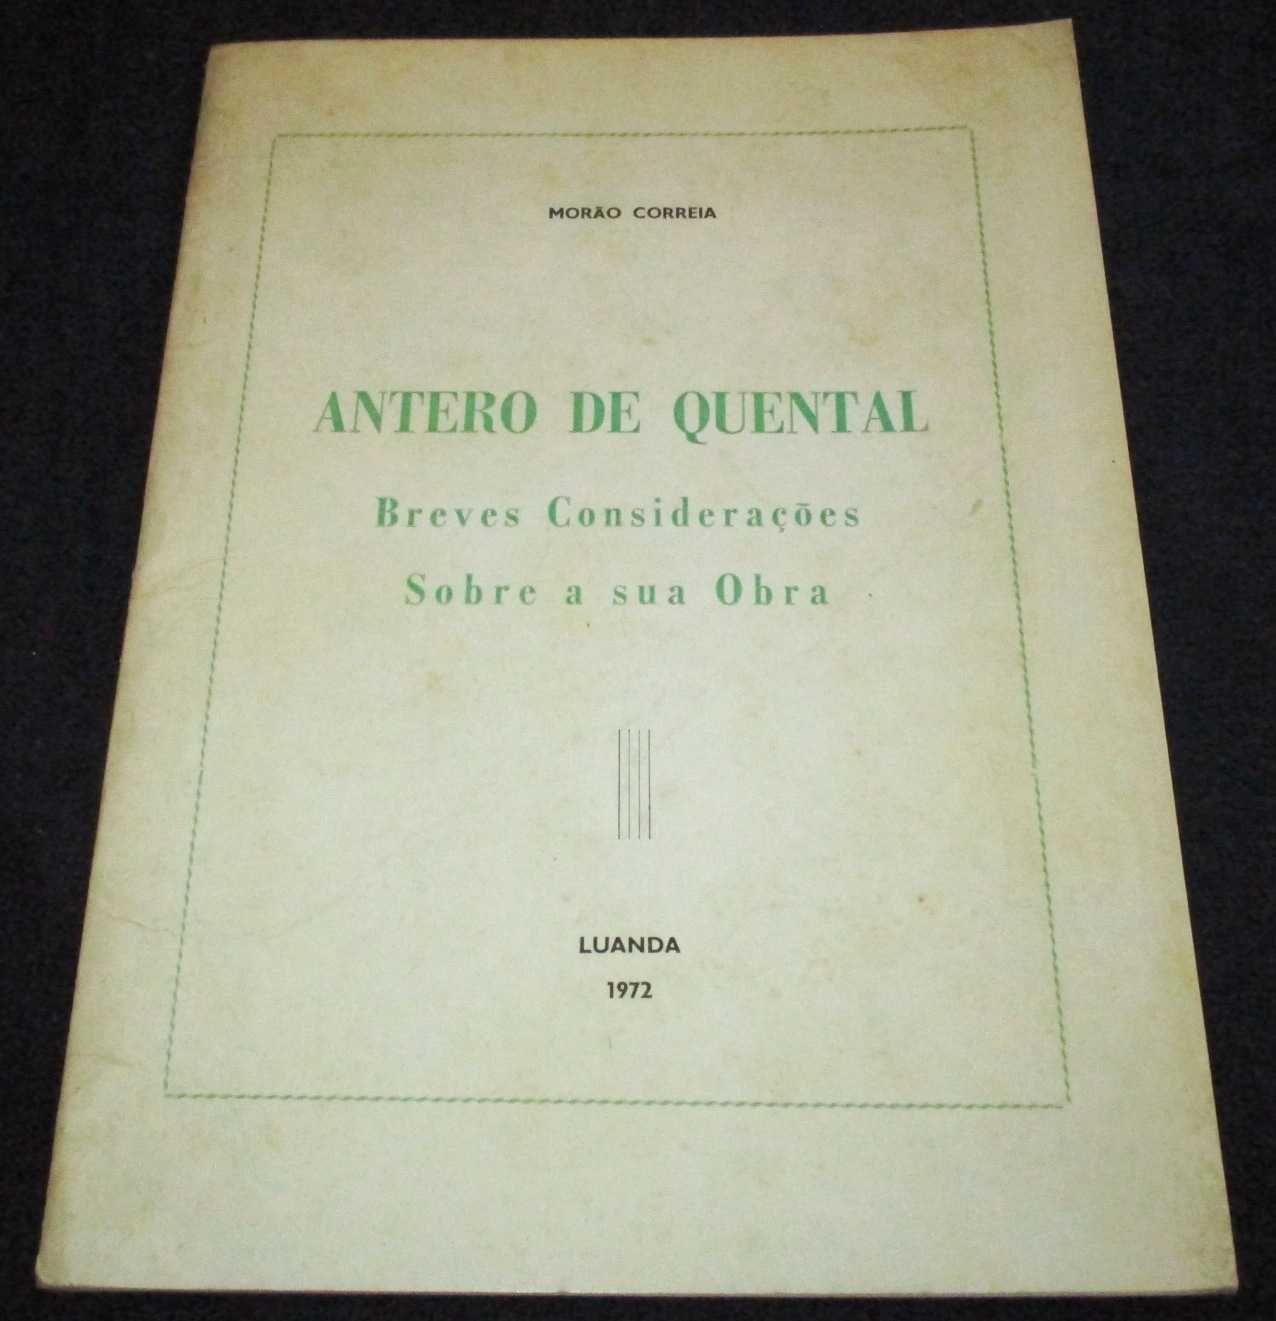 MORÃO CORREIA
ANTERO DE QUENTAL
Breves Considerações
Sobre a sua Obra
LUANDA
1972